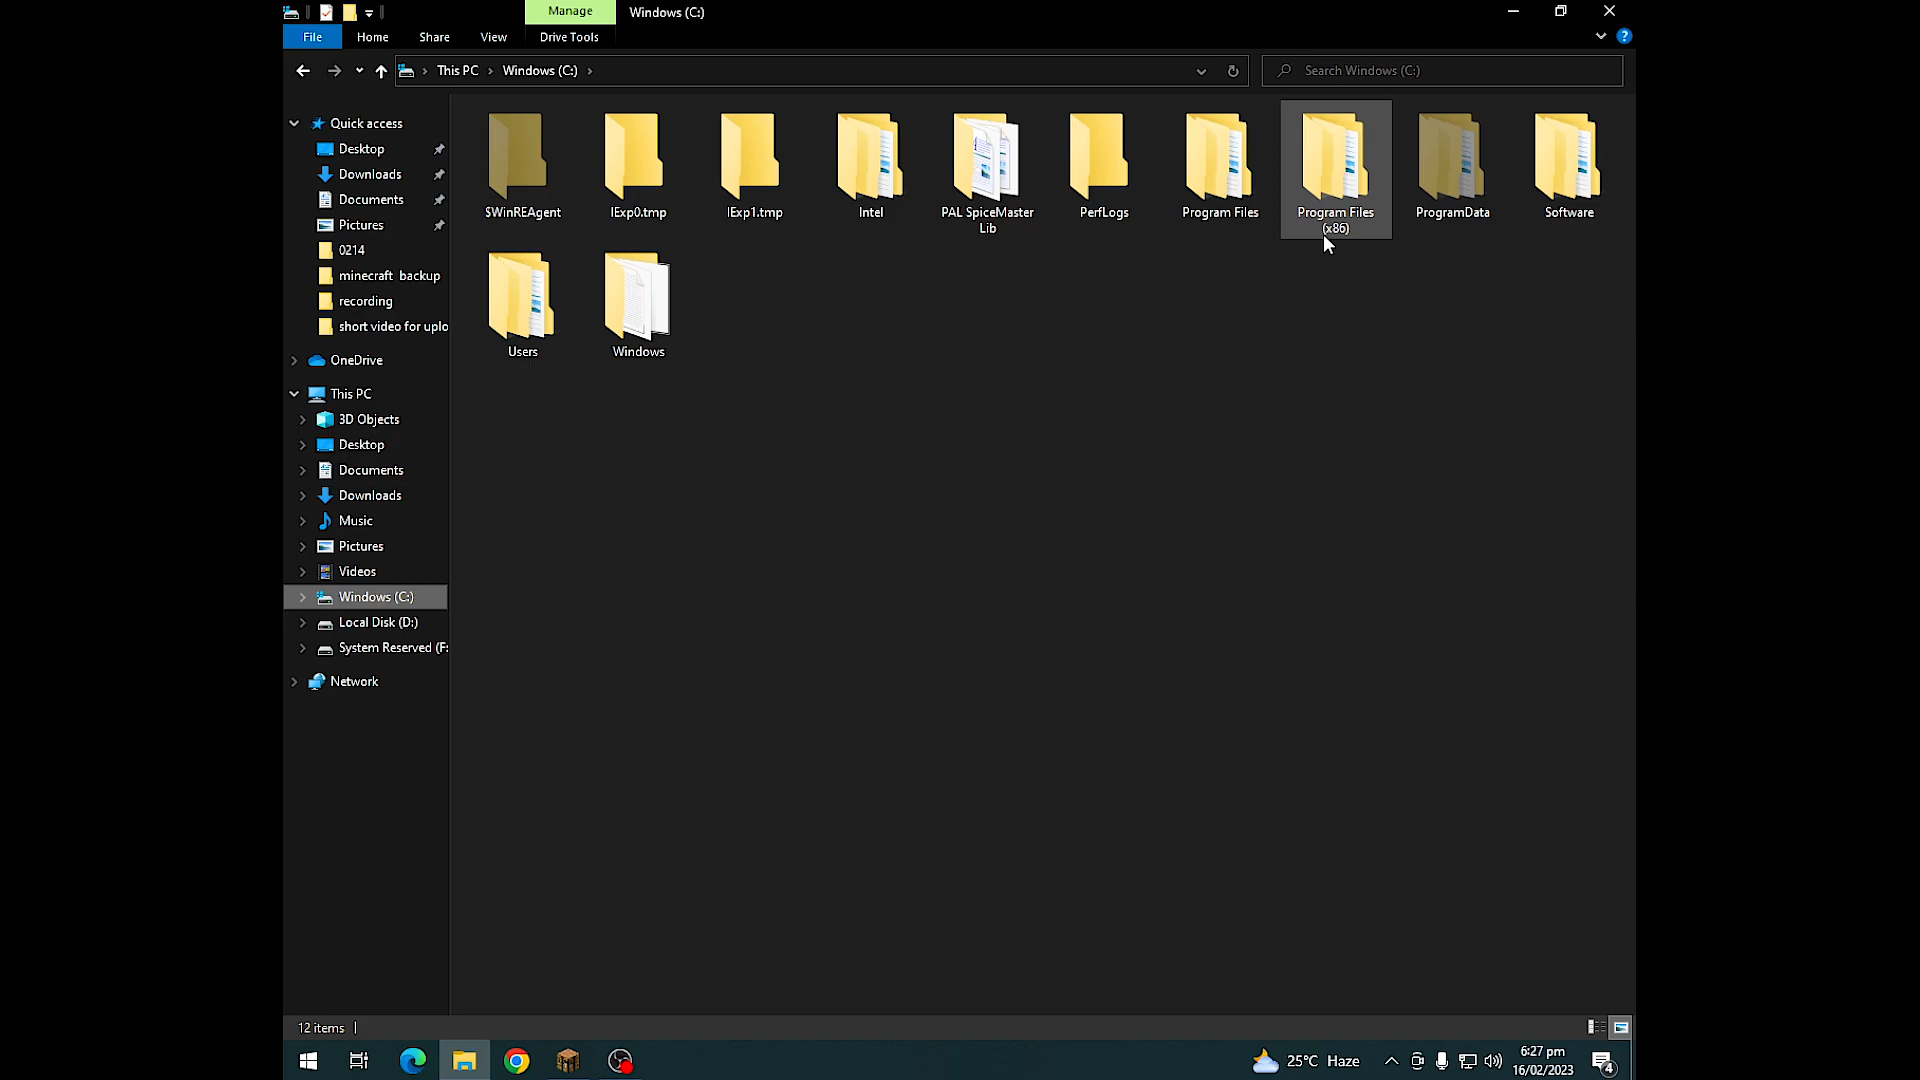 Manage
Windows (C:)
File
Home
Share
View
Drive Tools
This PC
Windows (C:)
Search Windows (C:)
Quick access
Desktop
Downloads
Documents
Pictures
0214
minecraft backup
recording
short video for uplo
OneDrive
This PC
3D Objects
Desktop
Documents
Downloads
Music
Pictures
Videos
Windows (C:)
Local Disk (D:)
System Reserved (F:
Network
$WinREAgent
IExp0.tmp
IExp1.tmp
Intel
PAL SpiceMaster
Lib
PerfLogs
Program Files
Program Files
(x86)
ProgramData
Software
Users
Windows
12 items
25°C Haze
6:27 pm
16/02/2023
4